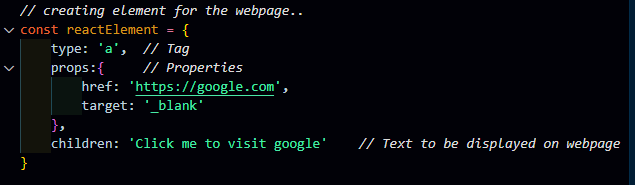 // creating element for the webpage..
const reactElement = {
    type: 'a',  // Tag
    props:{     // Properties
        href: 'https://google.com',
        target: '_blank'
    },
    children: 'Click me to visit google'    // Text to be displayed on webpage
}